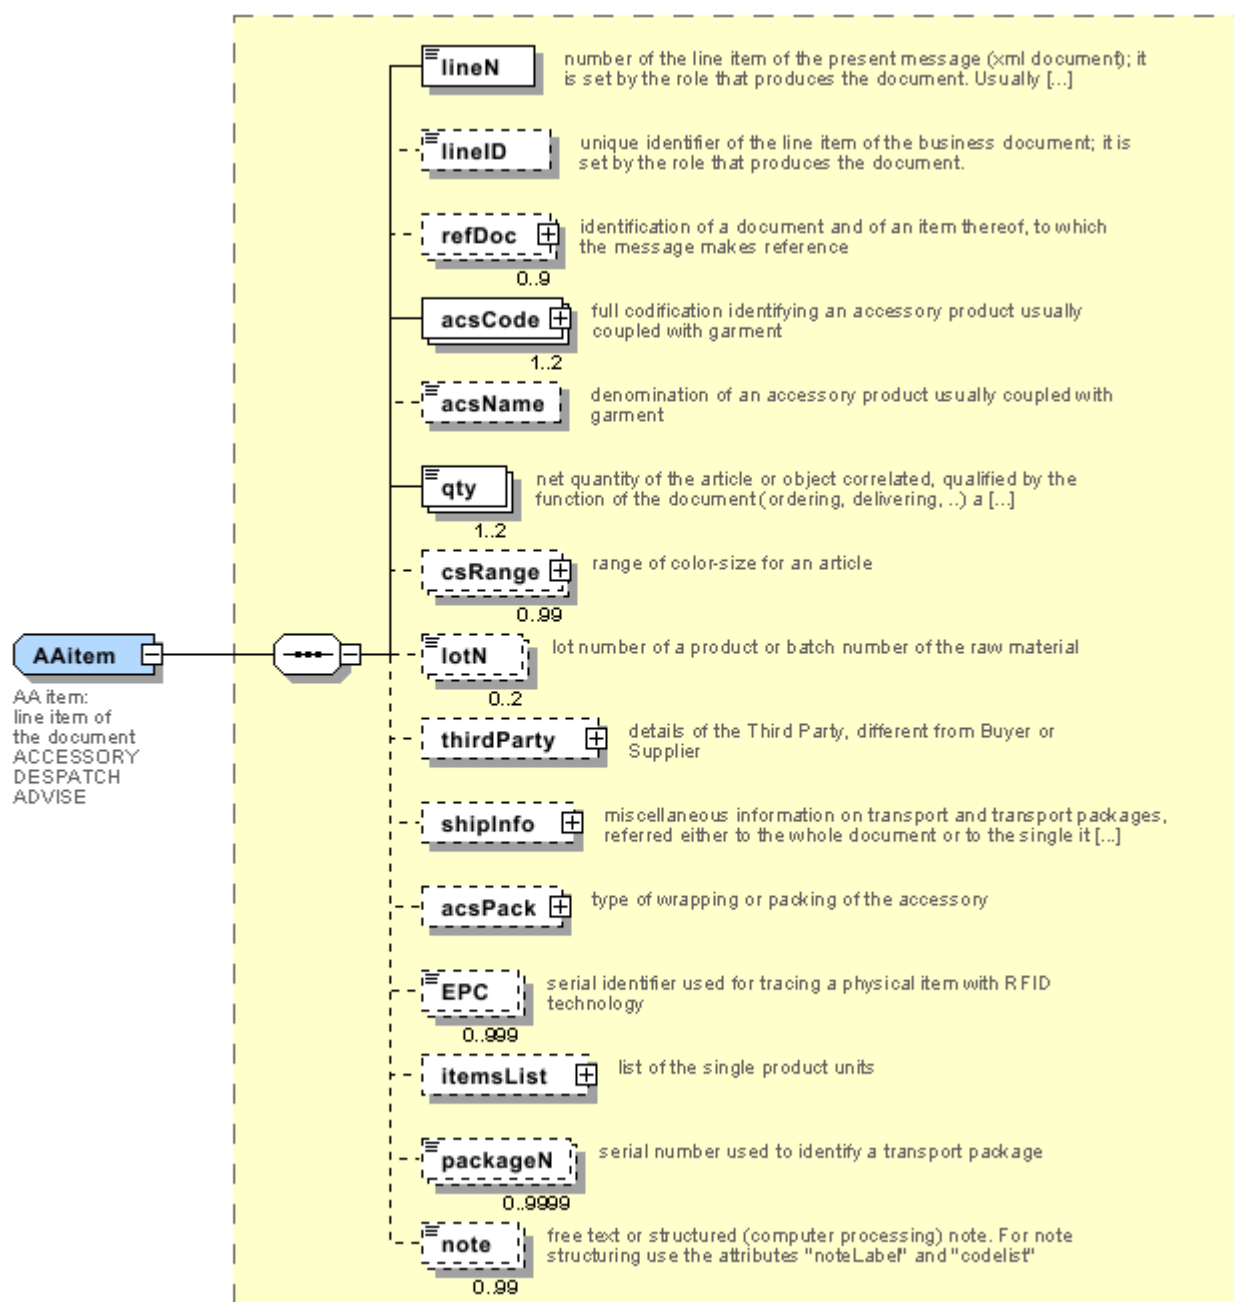 lineN
number of the line item of the present message (xml document); it
is set by the role that produces the document. Usually [...]
lineID
unique identifier of the line item of the business document; it is
set by the role that produces the document.
refDoc
identification of a document and of an item thereof, to which
the message makes reference
0..9
acsCode
full codification identifying an accessory product usually
coupled with garment
1..2
acsName
denomination of an accessory product usually coupled with
garment
qty
net quantity of the article or object correlated, qualified by the
function of the document (ordering, delivering, ..) a [...]
1..2
csRange
range of color-size for an article
0..99
AAitem
AA item:
line item of
the document
ACCESSORY
DESPATCH
ADVISE
lotN
lot number of a product or batch number of the raw material
0..2
thirdParty
details of the Third Party, different from Buyer or
Supplier
shipInfo
miscellaneous information on transport and transport packages,
referred either to the whole document or to the single it [...]
acsPack
type of wrapping or packing of the accessory
EPC
serial identifier used for tracing a physical item with RFID
technology
0..999
itemsList
list of the single product units
packageN
serial number used to identify a transport package
0..9999
note
free text or structured (computer processing) note. For note
structuring use the attributes "noteLabel" and "codelist"
0..99